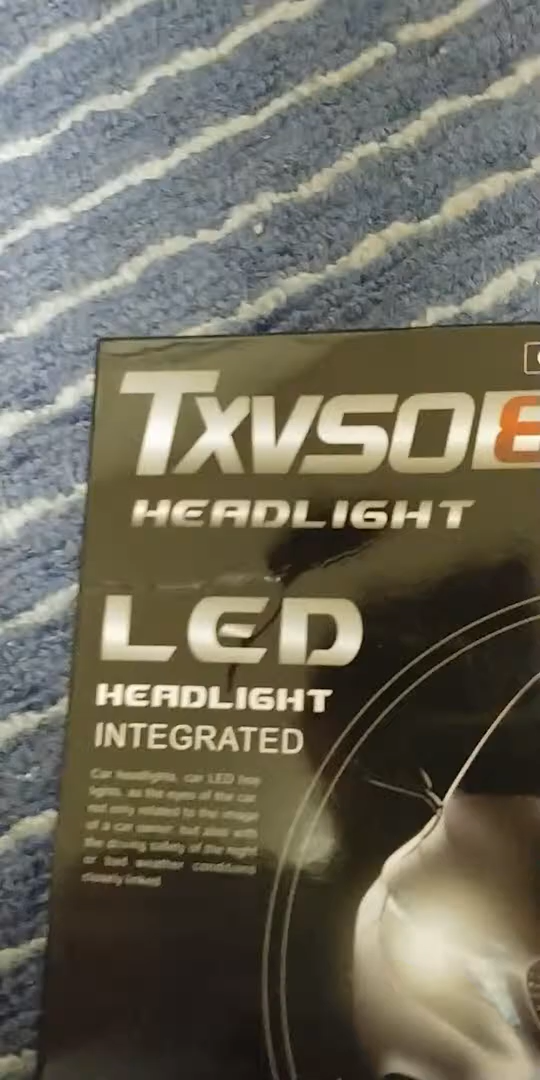 TXVSO8
HEADLIGHT
LED
HEADLIGHT
INTEGRATED
Car headlights, car LED
lights, as the eyes of the car
not only related to the image
of a car owner, but also with
the driving safety of the night
or bad weather conditions
closely linked